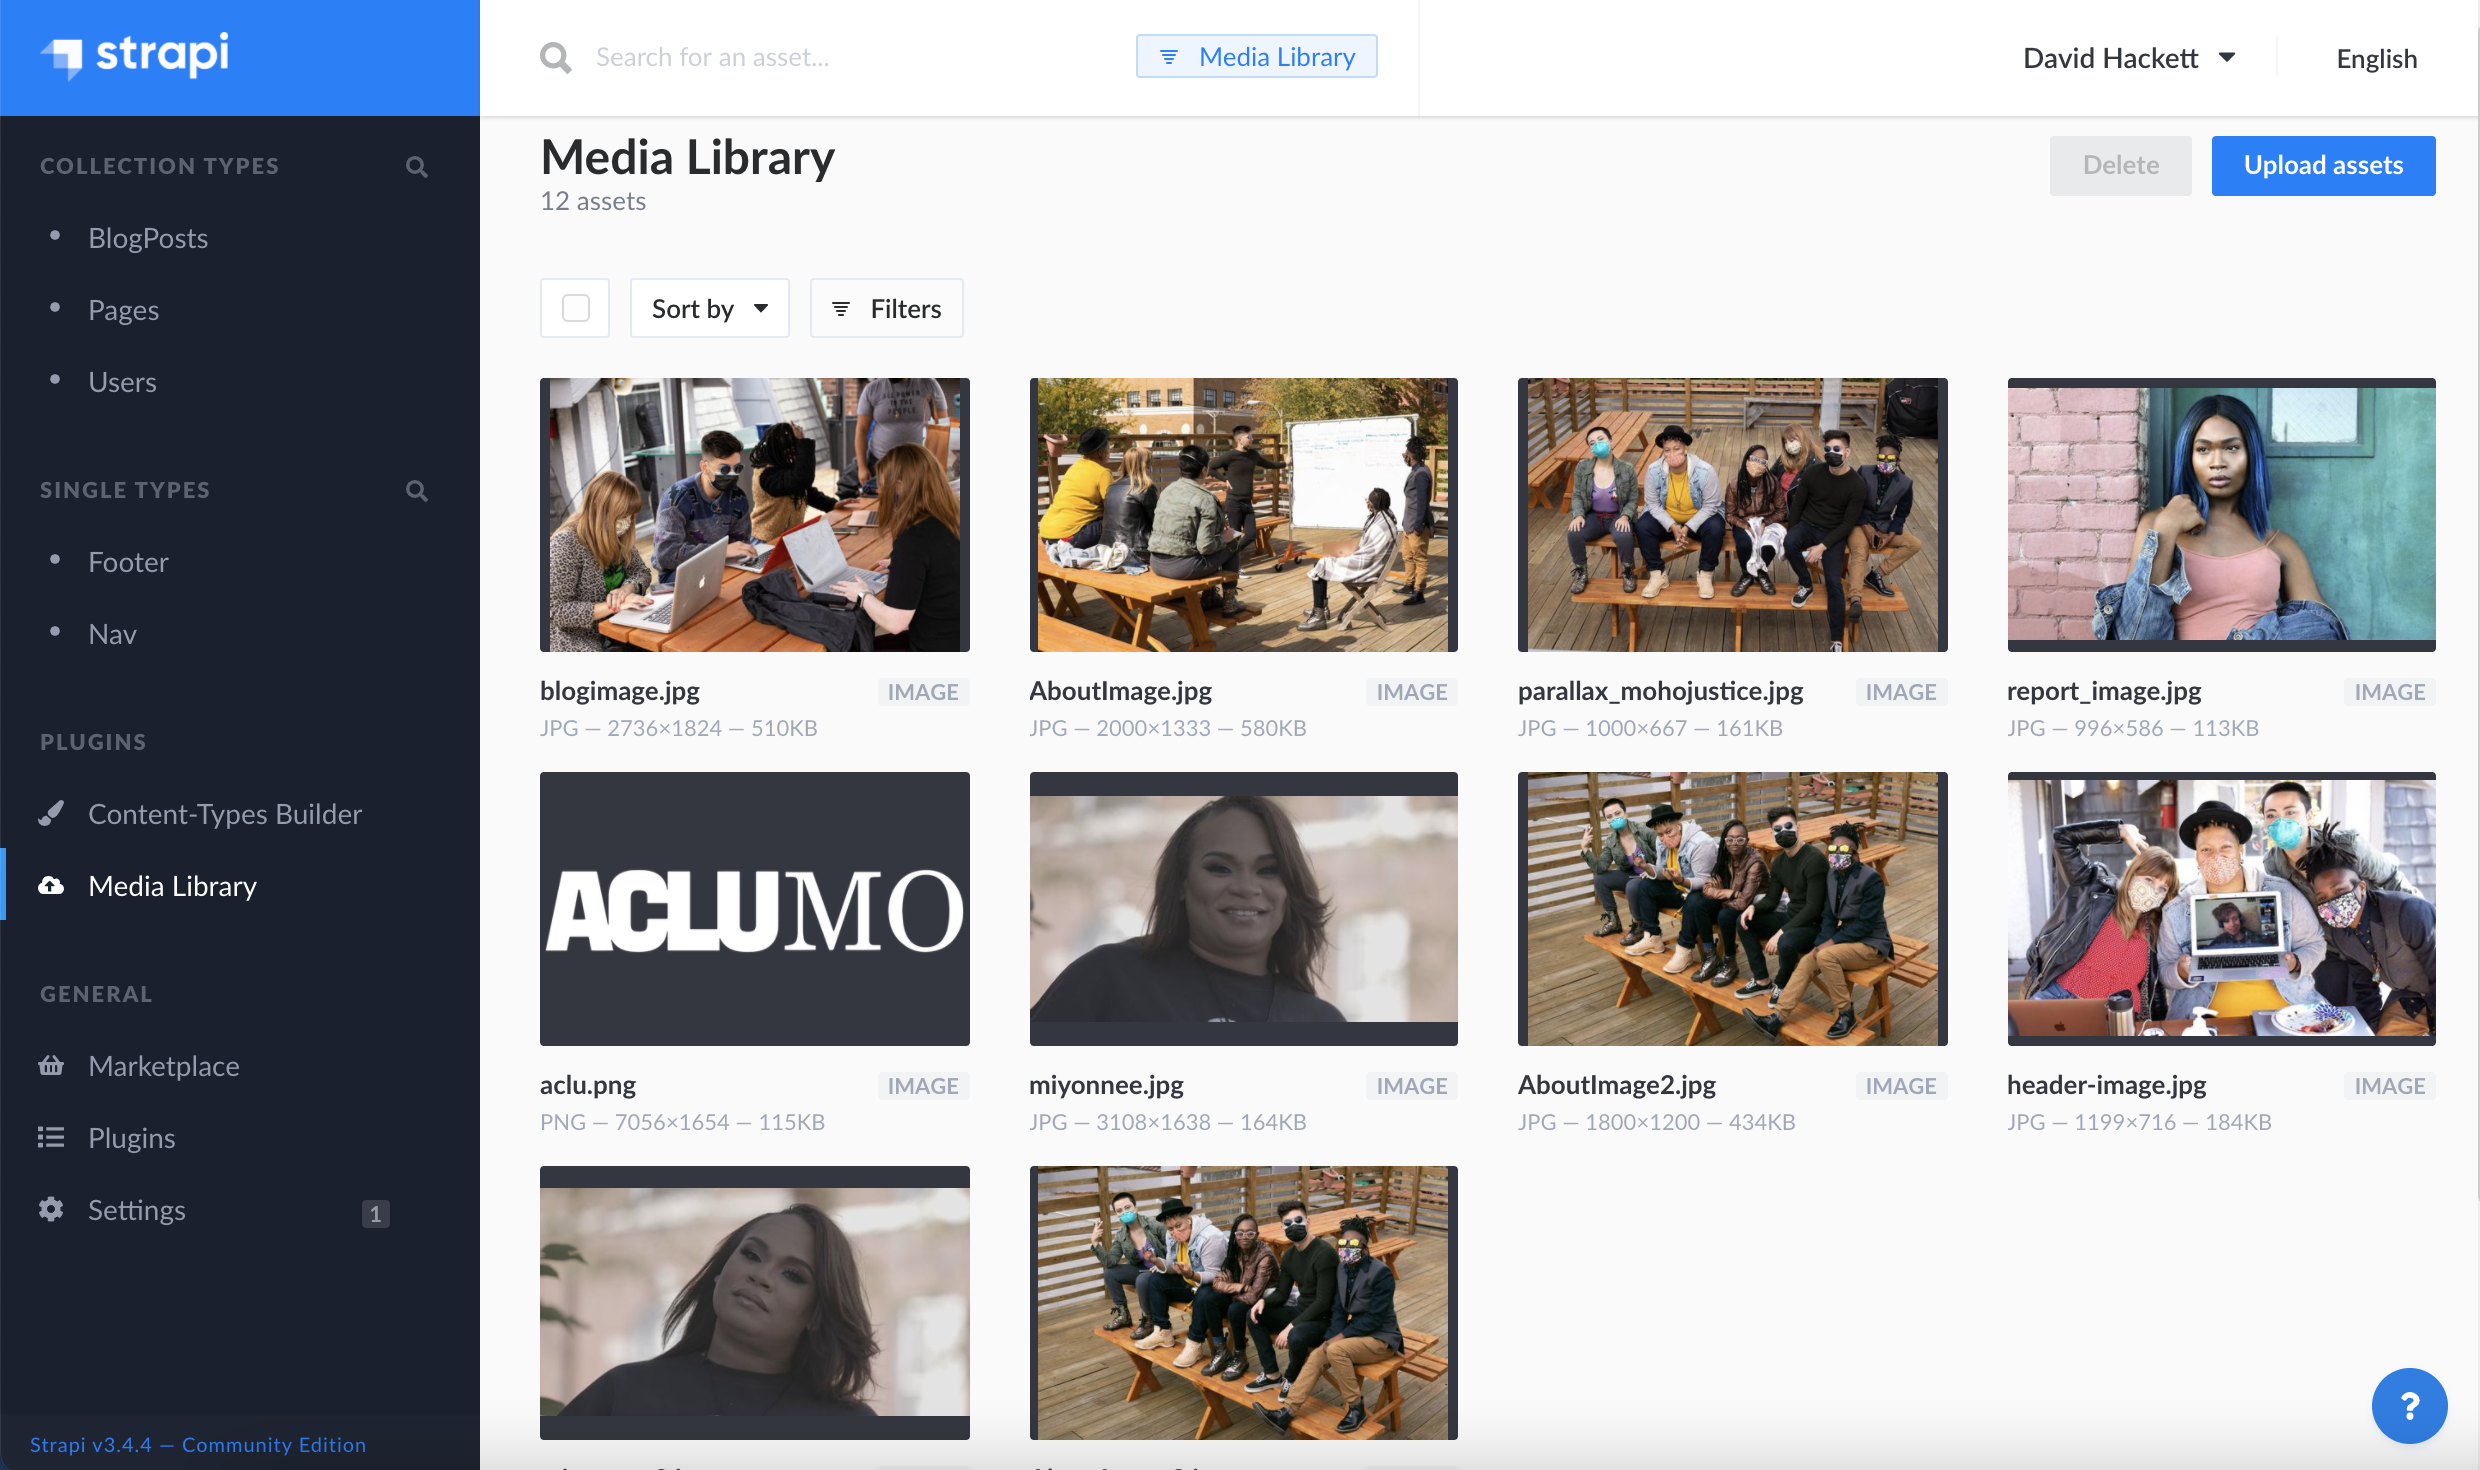 strapi
Search for an asset...
Media Library
David Hackett
English
COLLECTION TYPES
BlogPosts
Pages
Users
SINGLE TYPES
Footer
Nav
PLUGINS
Content-Types Builder
Media Library
GENERAL
Marketplace
Plugins
Settings
1
Strapi v3.4.4 — Community Edition
Media Library
12 assets
Delete
Upload assets
Sort by
Filters
blogimage.jpg
IMAGE
JPG — 2736×1824 — 510KB
AboutImage.jpg
IMAGE
JPG — 2000×1333 — 580KB
parallax_mohojustice.jpg
IMAGE
JPG — 1000×667 — 161KB
report_image.jpg
IMAGE
JPG — 996×586 — 113KB
ACLUMO
aclu.png
IMAGE
PNG — 7056×1654 — 115KB
miyonnee.jpg
IMAGE
JPG — 3108×1638 — 164KB
AboutImage2.jpg
IMAGE
JPG — 1800×1200 — 434KB
header-image.jpg
IMAGE
JPG — 1199×716 — 184KB
?